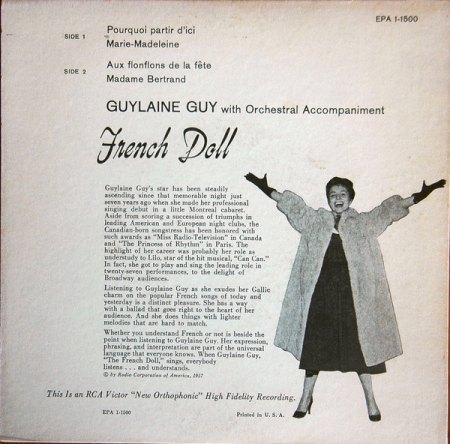 EPA 1-1500
SIDE 1 Pourquoi partir d'ici
Marie-Madeleine
SIDE 2 Aux flonflons de la fête
Madame Bertrand
GUYLAINE GUY with Orchestral Accompaniment
French Doll
Guylaine Guy's star has been steadily
ascending since that memorable night just
seven years ago when she made her professional
singing debut in a little Montreal cabaret.
Aside from scoring a succession of triumphs in
leading American and European night clubs, the
Canadian-born songstress has been honored with
such awards as "Miss Radio-Television" in Canada
and "The Princess of Rhythm" in Paris. The
highlight of her career was probably her role as
understudy to Lilo, star of the hit musical, "Can Can."
In fact, she got to play and sing the leading role in
twenty-seven performances, to the delight of
Broadway audiences.
Listening to Guylaine Guy as she exudes her Gallic
charm on the popular French songs of today and
yesterday is a distinct pleasure. She has a way
with a ballad that goes right to the heart of her
audience. And she does things with lighter
melodies that are hard to match.
Whether you understand French or not is beside the
point when listening to Guylaine Guy. Her expression,
phrasing, and interpretation are part of the universal
language that everyone knows. When Guylaine Guy,
"The French Doll," sings, everybody
listens . . . and understands.
© by Radio Corporation of America, 1957
This Is an RCA Victor "New Orthophonic" High Fidelity Recording.
EPA 1-1500 Printed in U. S. A.